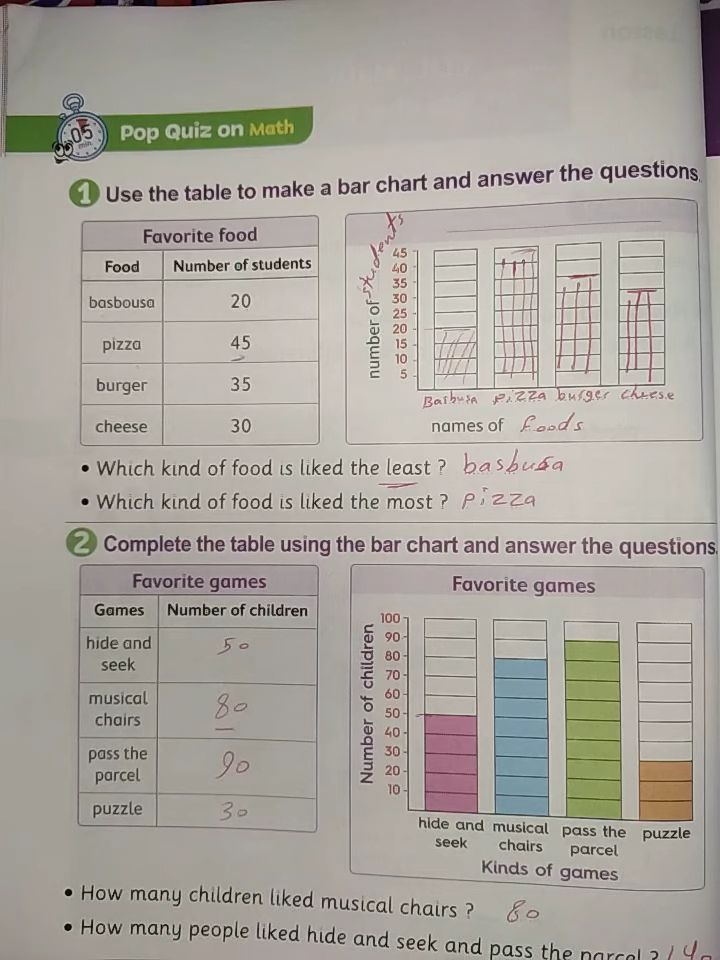 05
min
Pop Quiz on Math
1 Use the table to make a bar chart and answer the questions.
Favorite food
Food Number of students
basbousa 20
pizza 45
burger 35
cheese 30
number of students
45
40
35
30
25
20
15
10
5
Basbusa pizza burger cheese
names of foods
• Which kind of food is liked the least ? basbusa
• Which kind of food is liked the most ? pizza
2 Complete the table using the bar chart and answer the questions
Favorite games
Games Number of children
hide and seek 50
musical chairs 80
pass the parcel 90
puzzle 30
Favorite games
Number of children
100
90
80
70
60
50
40
30
20
10
hide and musical pass the puzzle
seek chairs parcel
Kinds of games
• How many children liked musical chairs ? 80
• How many people liked hide and seek and pass the parcel ? 140